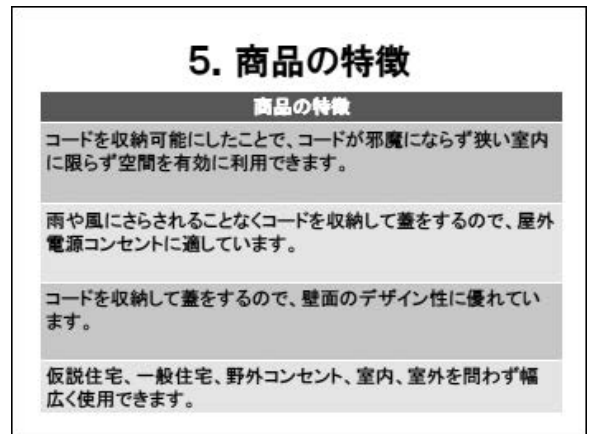 5. 商品の特徴
商品の特徴
コードを収納可能にしたことで、コードが邪魔にならず狭い室内
に限らず空間を有効に利用できます。
雨や風にさらされることなくコードを収納して蓋をするので、屋外
電源コンセントに適しています。
コードを収納して蓋をするので、壁面のデザイン性に優れてい
ます。
仮説住宅、一般住宅、野外コンセント、室内、室外を問わず幅
広く使用できます。